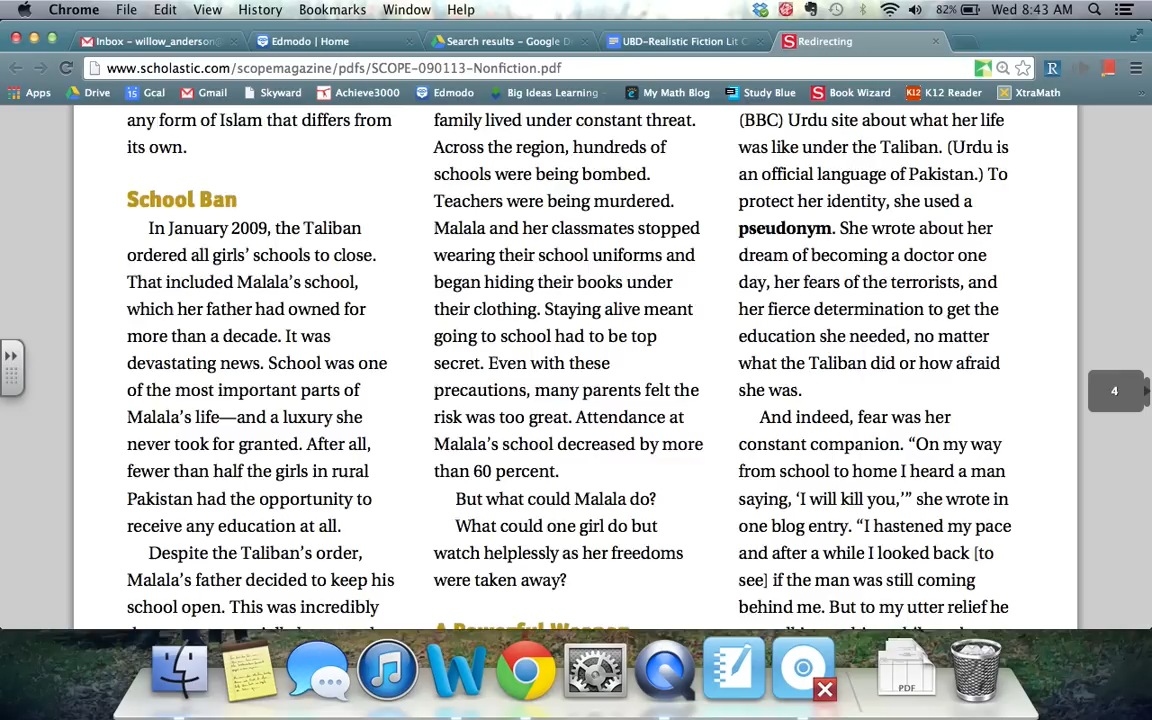 Chrome File Edit View History Bookmarks Window Help 82% Wed 8:43 AM
Inbox – willow_anderson@
Edmodo | Home
Search results – Google D
UBD-Realistic Fiction Lit C
Redirecting
www.scholastic.com/scopemagazine/pdfs/SCOPE-090113-Nonfiction.pdf
Apps Drive Gcal Gmail Skyward Achieve3000 Edmodo Big Ideas Learning My Math Blog Study Blue Book Wizard K12 Reader XtraMath
any form of Islam that differs from
its own.
School Ban
In January 2009, the Taliban
ordered all girls’ schools to close.
That included Malala’s school,
which her father had owned for
more than a decade. It was
devastating news. School was one
of the most important parts of
Malala’s life—and a luxury she
never took for granted. After all,
fewer than half the girls in rural
Pakistan had the opportunity to
receive any education at all.
Despite the Taliban’s order,
Malala’s father decided to keep his
school open. This was incredibly
family lived under constant threat.
Across the region, hundreds of
schools were being bombed.
Teachers were being murdered.
Malala and her classmates stopped
wearing their school uniforms and
began hiding their books under
their clothing. Staying alive meant
going to school had to be top
secret. Even with these
precautions, many parents felt the
risk was too great. Attendance at
Malala’s school decreased by more
than 60 percent.
But what could Malala do?
What could one girl do but
watch helplessly as her freedoms
were taken away?
A Powerful Weapon
(BBC) Urdu site about what her life
was like under the Taliban. (Urdu is
an official language of Pakistan.) To
protect her identity, she used a
pseudonym. She wrote about her
dream of becoming a doctor one
day, her fears of the terrorists, and
her fierce determination to get the
education she needed, no matter
what the Taliban did or how afraid
she was.
And indeed, fear was her
constant companion. “On my way
from school to home I heard a man
saying, ‘I will kill you,’” she wrote in
one blog entry. “I hastened my pace
and after a while I looked back [to
see] if the man was still coming
behind me. But to my utter relief he
4
PDF